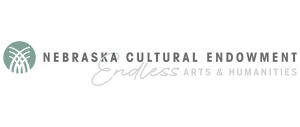 NEBRASKA CULTURAL ENDOWMENT
Endless ARTS & HUMANITIES